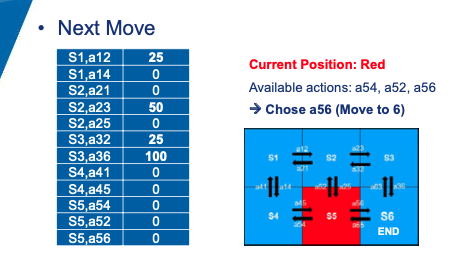 • Next Move
S1,a12 25
S1,a14 0
S2,a21 0
S2,a23 50
S2,a25 0
S3,a32 25
S3,a36 100
S4,a41 0
S4,a45 0
S5,a54 0
S5,a52 0
S5,a56 0
Current Position: Red
Available actions: a54, a52, a56
→ Chose a56 (Move to 6)
a12 a23
S1 S2 S3
a21 a32
a41 a14 a52 a25 a63 a36
a45 a56
S4 S5 S6
a54 a65
END